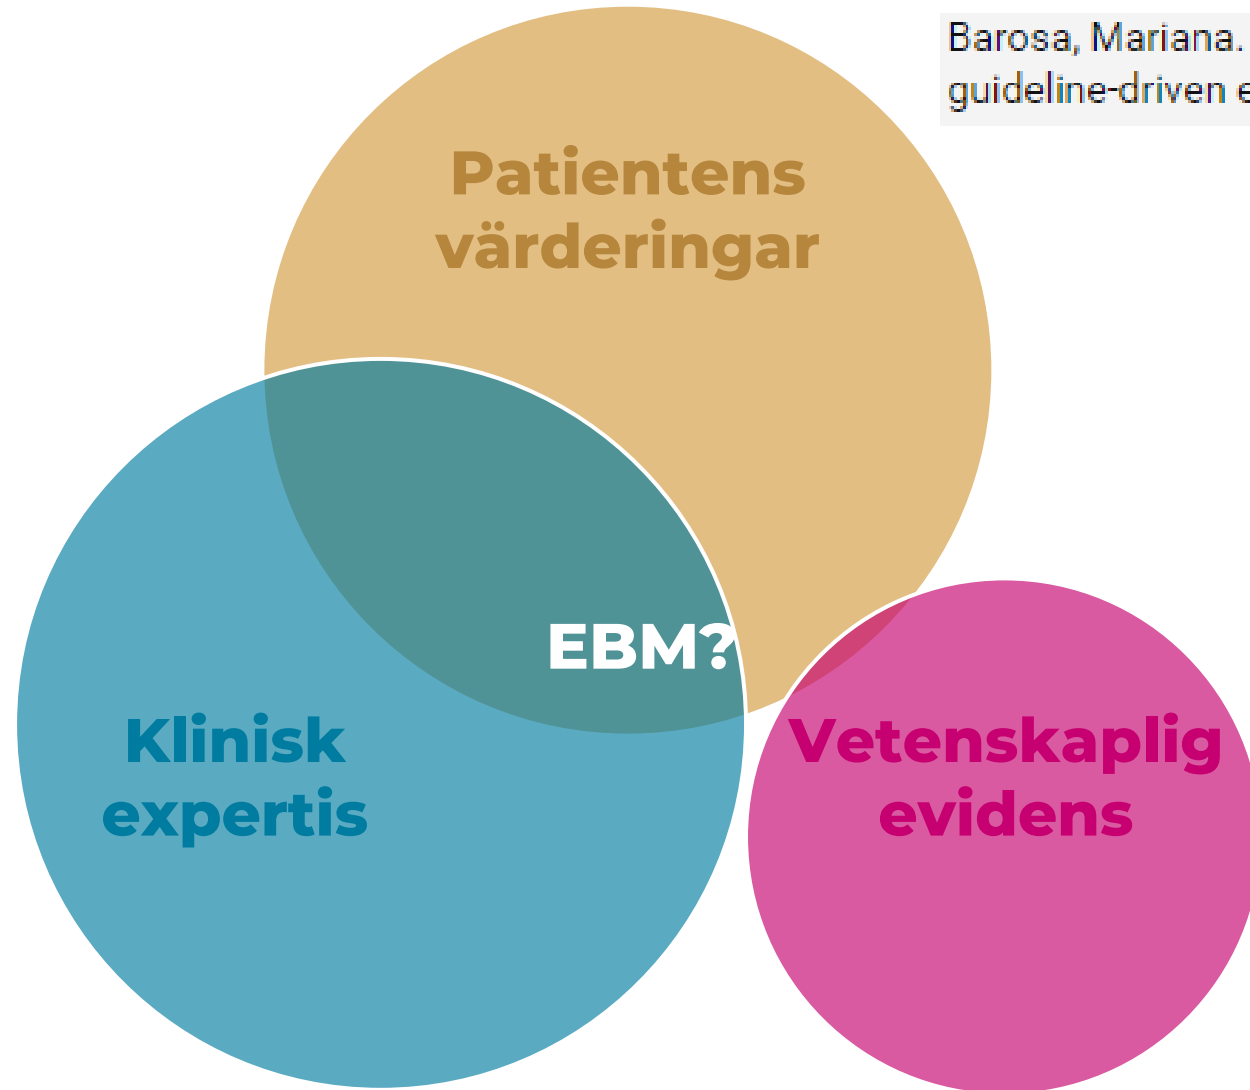 Barosa, Mariana.
guideline-driven
Patientens
värderingar
EBM?
Klinisk
expertis
Vetenskaplig
evidens